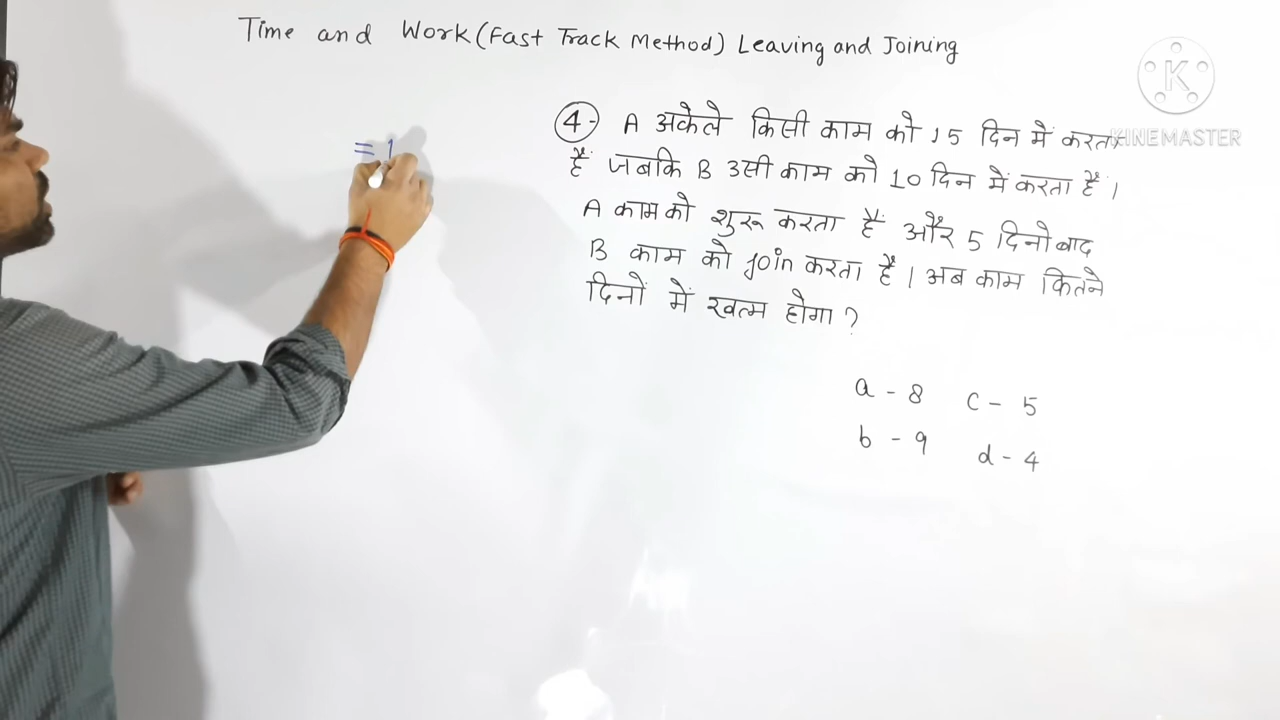 Time and Work (Fast Track Method) Leaving and Joining
K
KINEMASTER
= 1
4- A अकेले किसी काम को 15 दिन में करता
हैं जबकि B उसी काम को 10 दिन में करता हैं।
A काम को शुरू करता हैं और 5 दिनो बाद
B काम को join करता है। अब काम कितने
दिनों में खत्म होगा ?
a - 8 c - 5
b - 9 d - 4